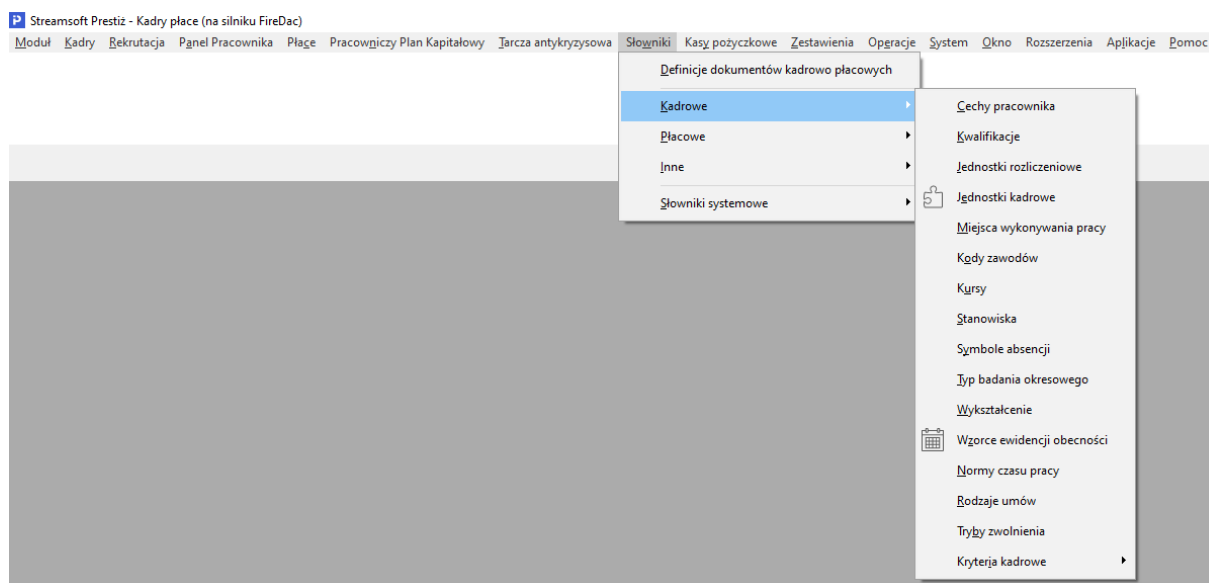 Streamsoft Prestiż - Kadry płace (na silniku FireDac)
Moduł Kadry Rekrutacja Panel Pracownika Płace Pracowniczy Plan Kapitałowy Tarcza antykryzysowa Słowniki Kasy pożyczkowe Zestawienia Operacje System Okno Rozszerzenia Aplikacje Pomoc
Definicje dokumentów kadrowo płacowych
Kadrowe
Płacowe
Inne
Słowniki systemowe
Cechy pracownika
Kwalifikacje
Jednostki rozliczeniowe
Jednostki kadrowe
Miejsca wykonywania pracy
Kody zawodów
Kursy
Stanowiska
Symbole absencji
Typ badania okresowego
Wykształcenie
Wzorce ewidencji obecności
Normy czasu pracy
Rodzaje umów
Tryby zwolnienia
Kryteria kadrowe